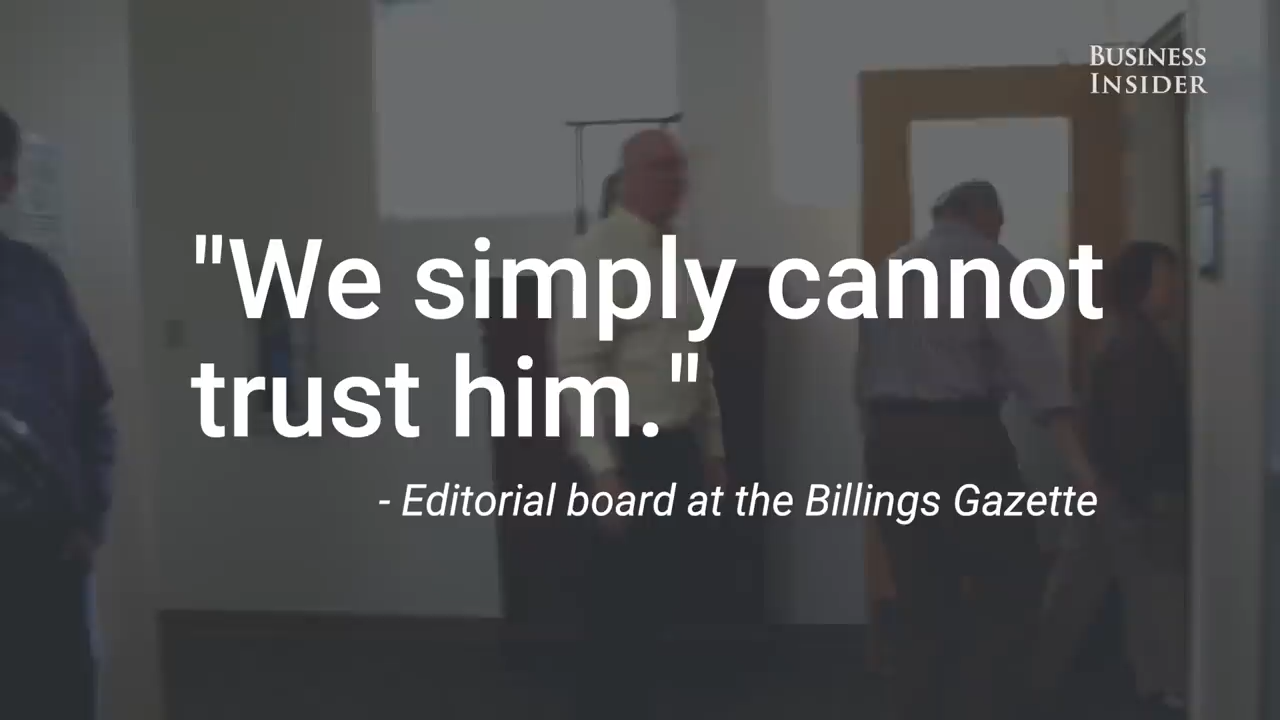 BUSINESS
INSIDER
"We simply cannot
trust him."
- Editorial board at the Billings Gazette